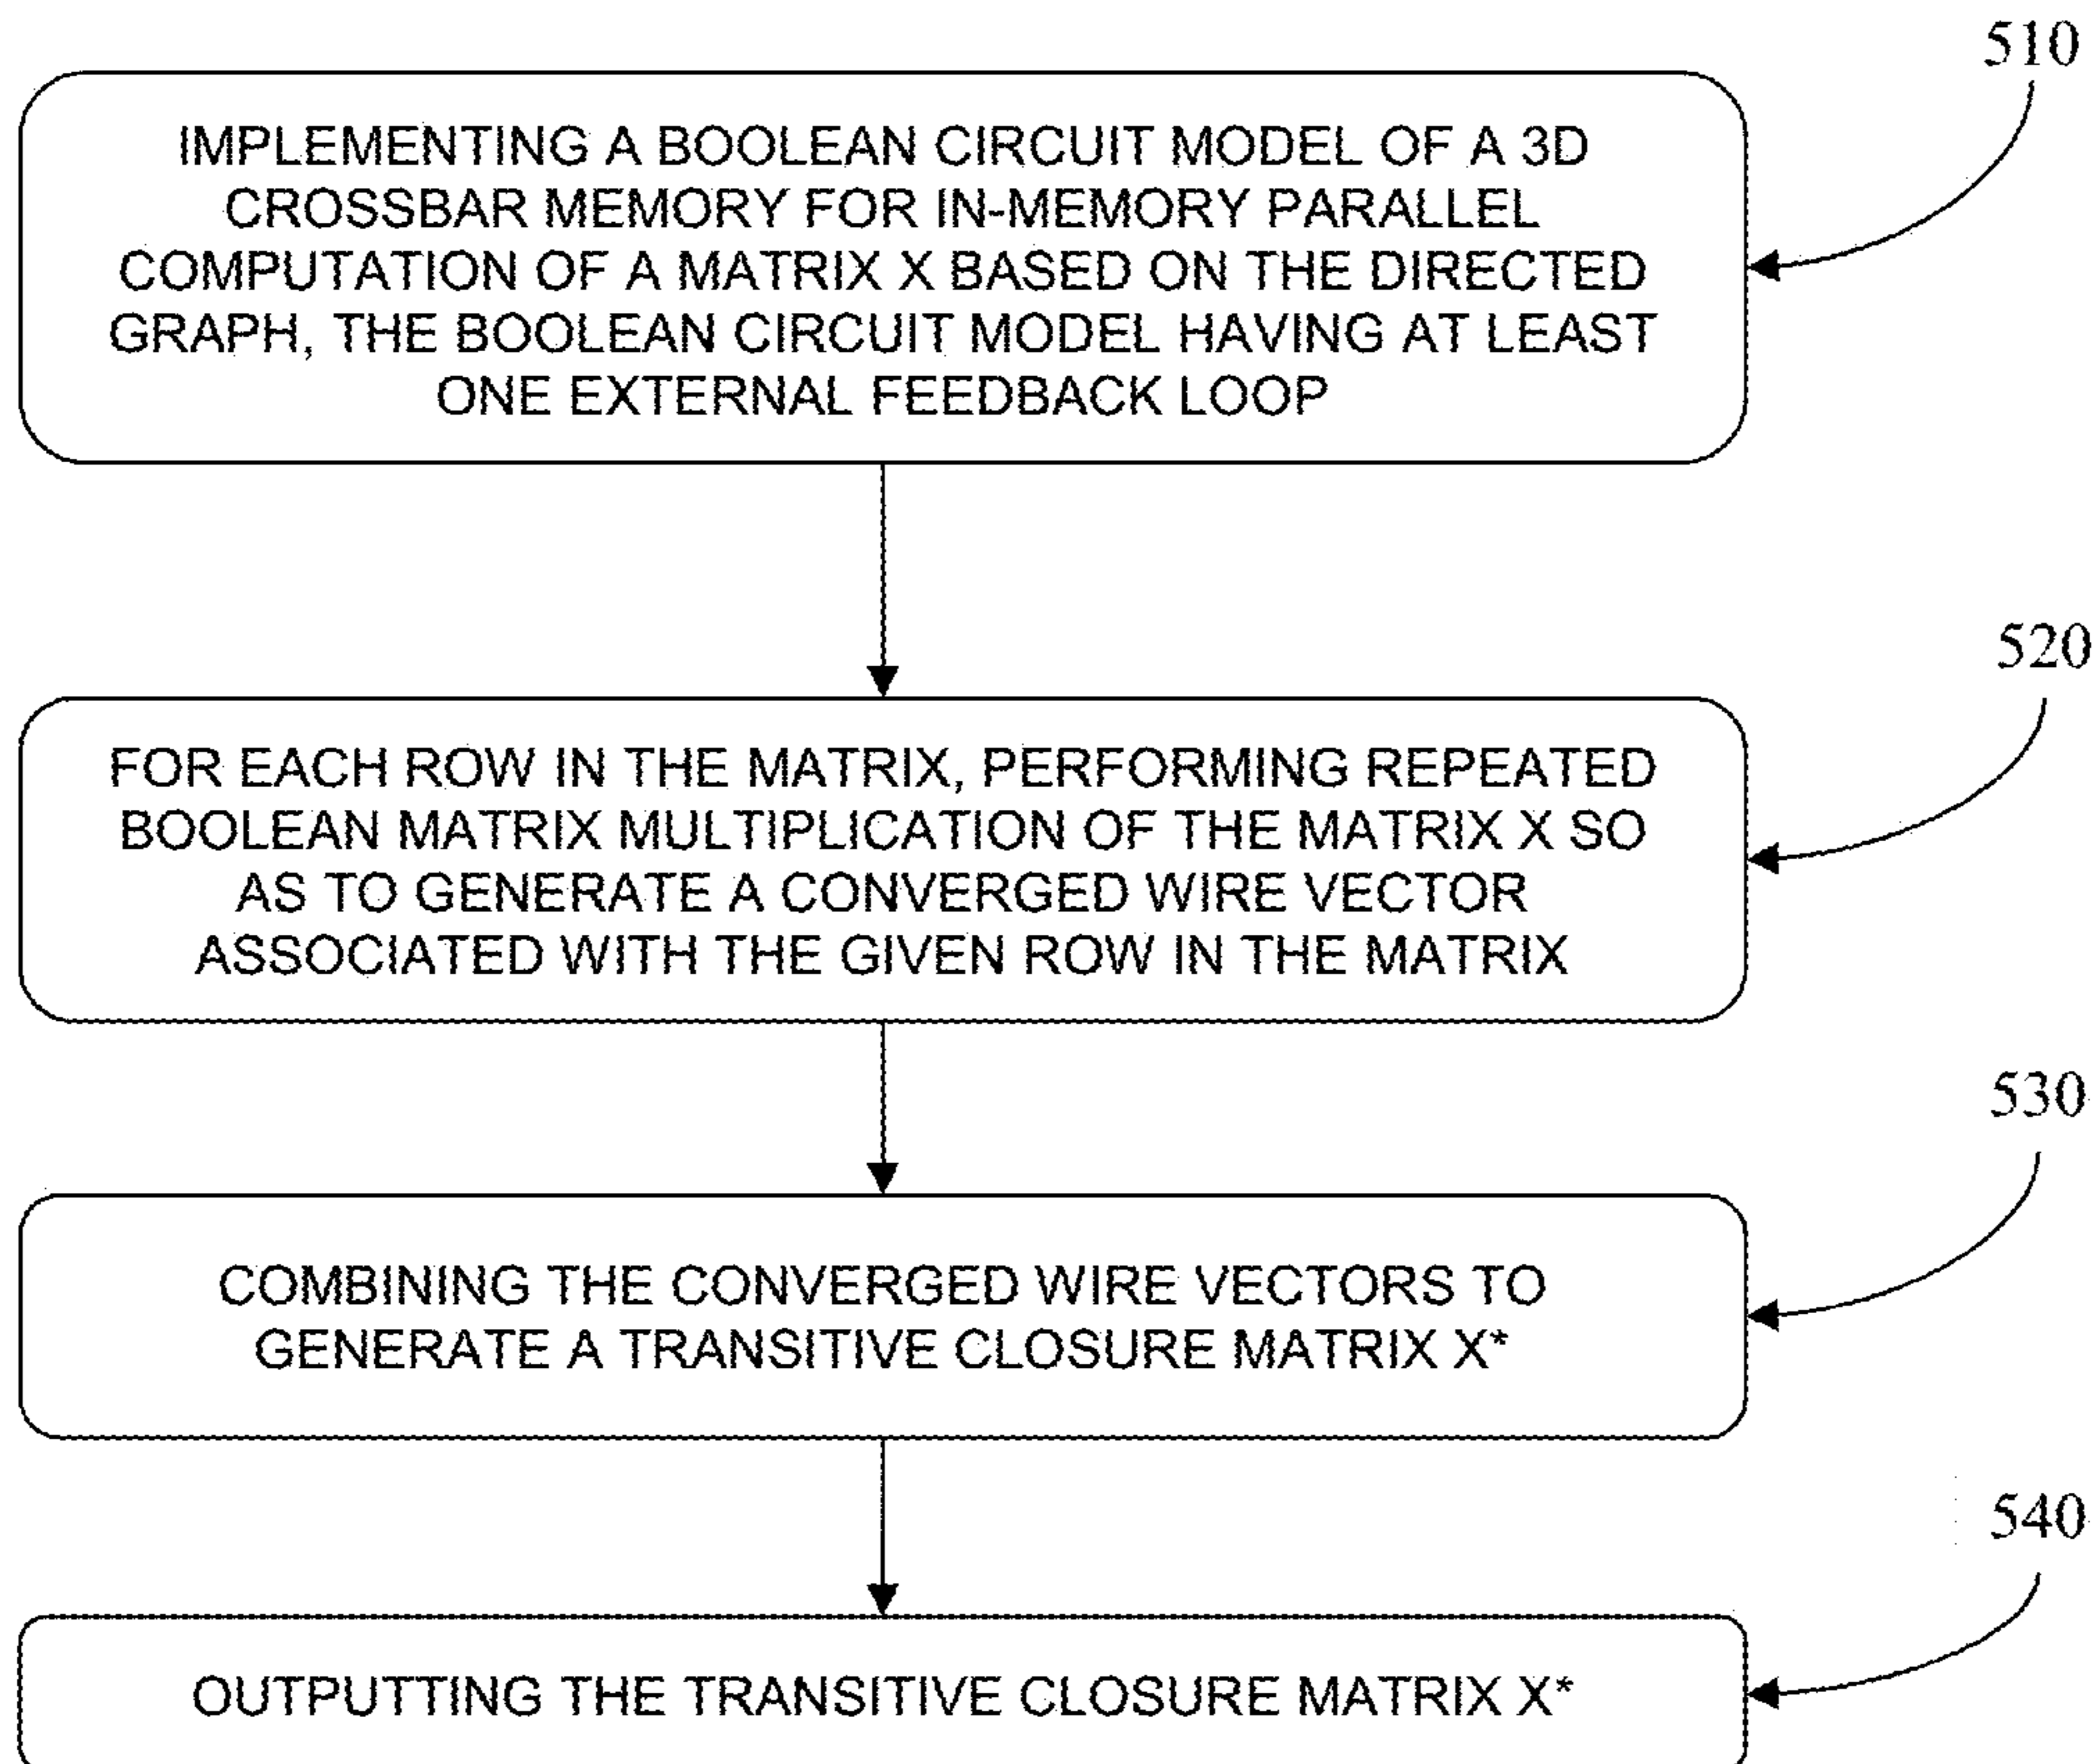 510
IMPLEMENTING A BOOLEAN CIRCUIT MODEL OF A 3D
CROSSBAR MEMORY FOR IN-MEMORY PARALLEL
COMPUTATION OF A MATRIX X BASED ON THE DIRECTED
GRAPH, THE BOOLEAN CIRCUIT MODEL HAVING AT LEAST
ONE EXTERNAL FEEDBACK LOOP
520
FOR EACH ROW IN THE MATRIX, PERFORMING REPEATED
BOOLEAN MATRIX MULTIPLICATION OF THE MATRIX X SO
AS TO GENERATE A CONVERGED WIRE VECTOR
ASSOCIATED WITH THE GIVEN ROW IN THE MATRIX
530
COMBINING THE CONVERGED WIRE VECTORS TO
GENERATE A TRANSITIVE CLOSURE MATRIX X*
540
OUTPUTTING THE TRANSITIVE CLOSURE MATRIX X*